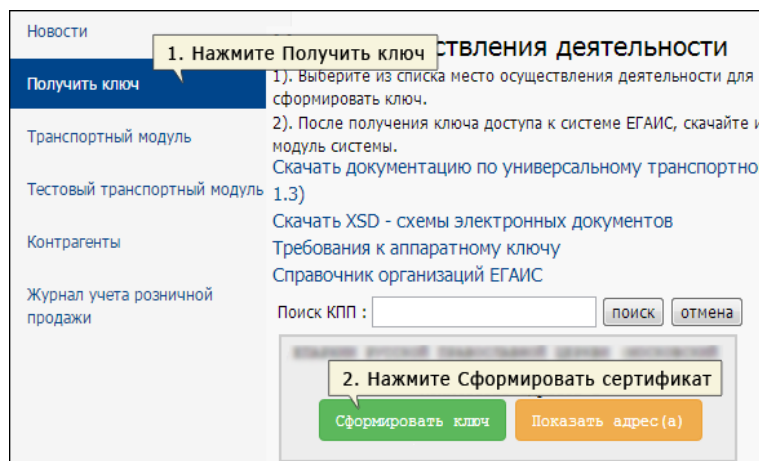 Новости
Получить ключ
Транспортный модуль
Тестовый транспортный модуль
Контрагенты
Журнал учета розничной
продажи
1. Нажмите Получить ключ
ствления деятельности
1). Выберите из списка место осуществления деятельности для
сформировать ключ.
2). После получения ключа доступа к системе ЕГАИС, скачайте и
модуль системы.
Скачать документацию по универсальному транспортно
1.3)
Скачать XSD - схемы электронных документов
Требования к аппаратному ключу
Справочник организаций ЕГАИС
Поиск КПП : поиск отмена
2. Нажмите Сформировать сертификат
Сформировать ключ Показать адрес(а)